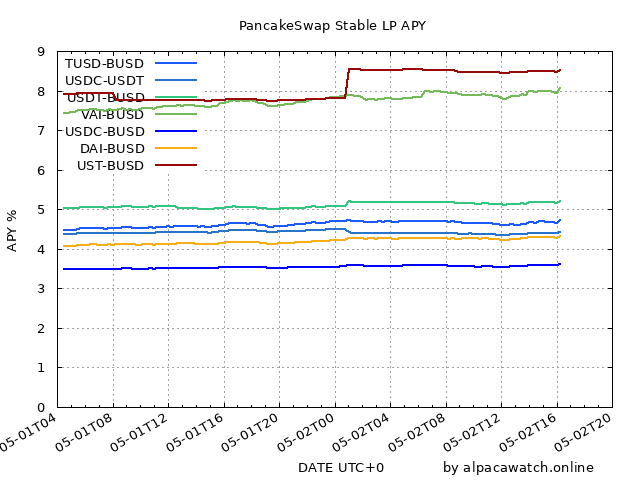 PancakeSwap Stable LP APY
9
8
7
6
5
4
3
2
1
0
APY %
TUSD-BUSD
USDC-USDT
USDT-BUSD
VAI-BUSD
USDC-BUSD
DAI-BUSD
UST-BUSD
05-01T04
05-01T08
05-01T12
05-01T16
05-01T20
05-02T00
05-02T04
05-02T08
05-02T12
05-02T16
05-02T20
DATE UTC+0
by alpacawatch.online